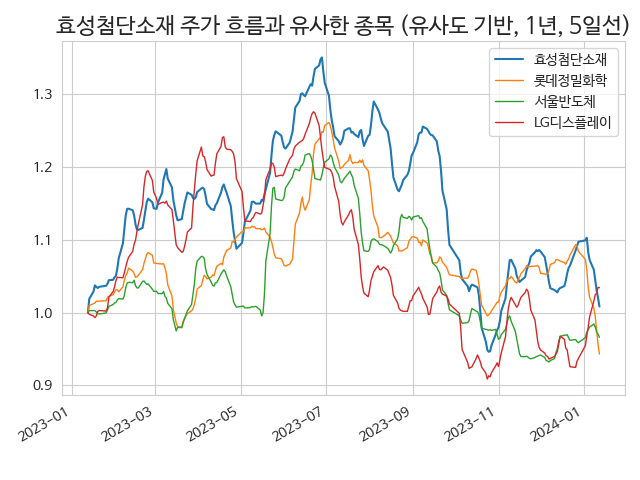 효성첨단소재 주가 흐름과 유사한 종목 (유사도 기반, 1년, 5일선)
효성첨단소재
롯데정밀화학
서울반도체
LG디스플레이
1.3
1.2
1.1
1.0
0.9
2023-01
2023-03
2023-05
2023-07
2023-09
2023-11
2024-01